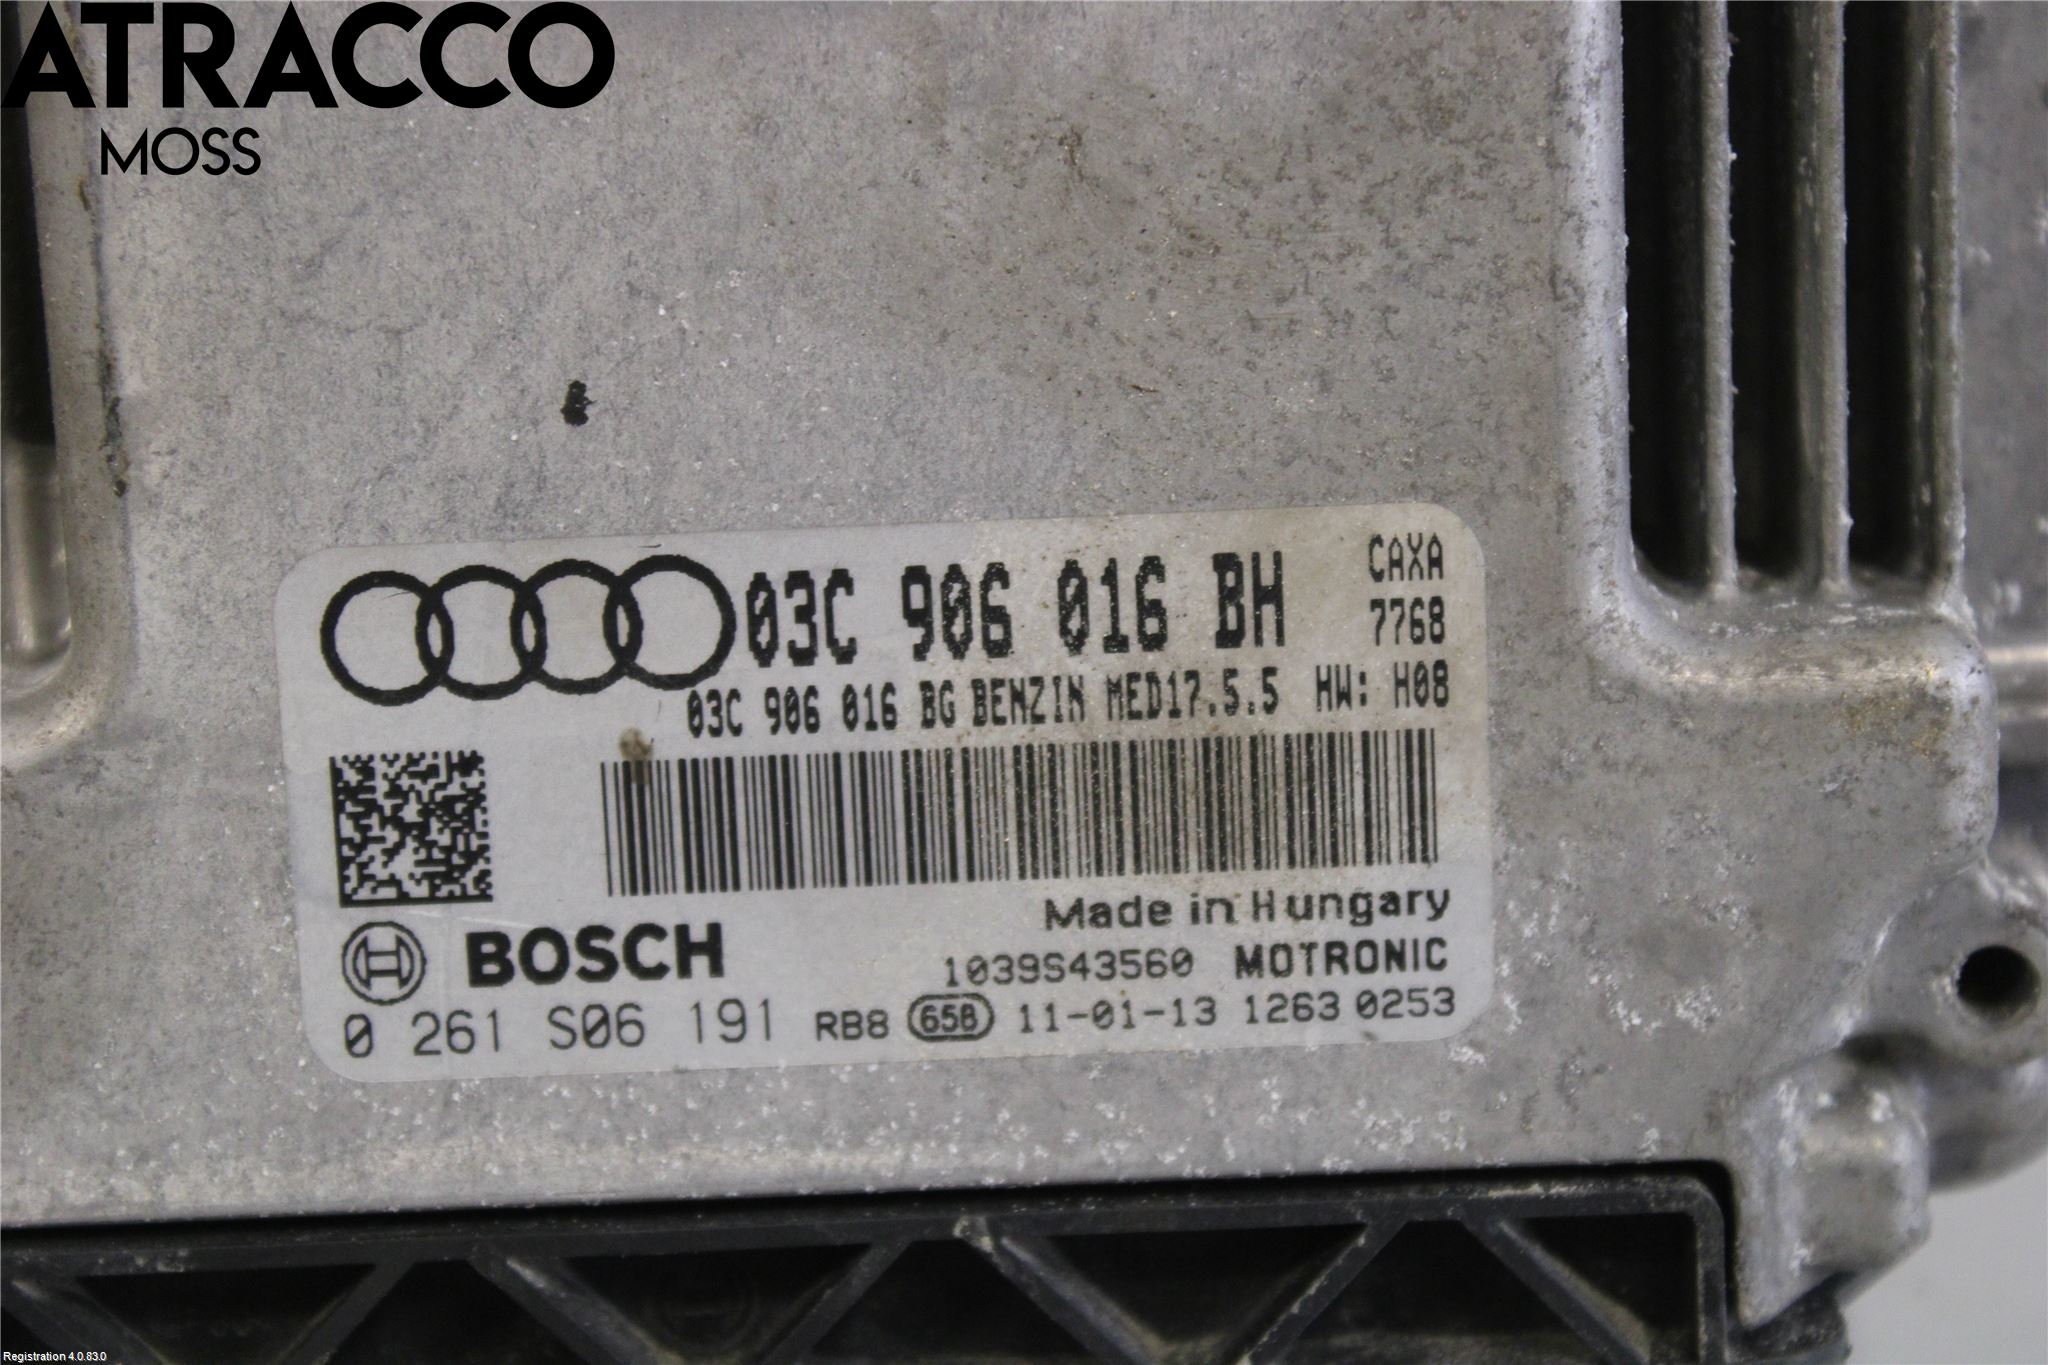 ATRACCO
MOSS
03C 906 016 BH
CAXA
7768
03C 906 016 BG BENZIN MED17.5.5 HW: H08
Made in Hungary
BOSCH
1039S43560 MOTRONIC
0 261 S06 191 RB8 658 11-01-13 1263 0253
Registration 4.0.83.0